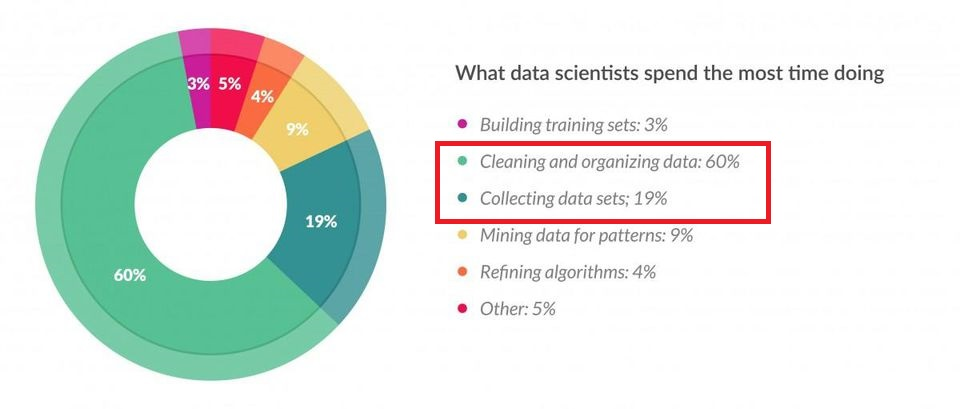 3%
5%
4%
9%
19%
60%
What data scientists spend the most time doing
Building training sets: 3%
Cleaning and organizing data: 60%
Collecting data sets; 19%
Mining data for patterns: 9%
Refining algorithms: 4%
Other: 5%